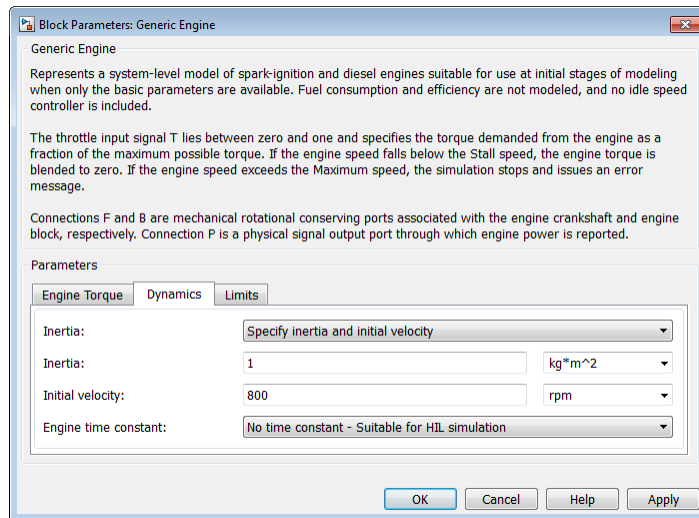 Block Parameters: Generic Engine
Generic Engine
Represents a system-level model of spark-ignition and diesel engines suitable for use at initial stages of modeling
when only the basic parameters are available. Fuel consumption and efficiency are not modeled, and no idle speed
controller is included.
The throttle input signal T lies between zero and one and specifies the torque demanded from the engine as a
fraction of the maximum possible torque. If the engine speed falls below the Stall speed, the engine torque is
blended to zero. If the engine speed exceeds the Maximum speed, the simulation stops and issues an error
message.
Connections F and B are mechanical rotational conserving ports associated with the engine crankshaft and engine
block, respectively. Connection P is a physical signal output port through which engine power is reported.
Parameters
Engine Torque Dynamics Limits
Inertia: Specify inertia and initial velocity
Inertia: 1 kg*m^2
Initial velocity: 800 rpm
Engine time constant: No time constant - Suitable for HIL simulation
OK Cancel Help Apply